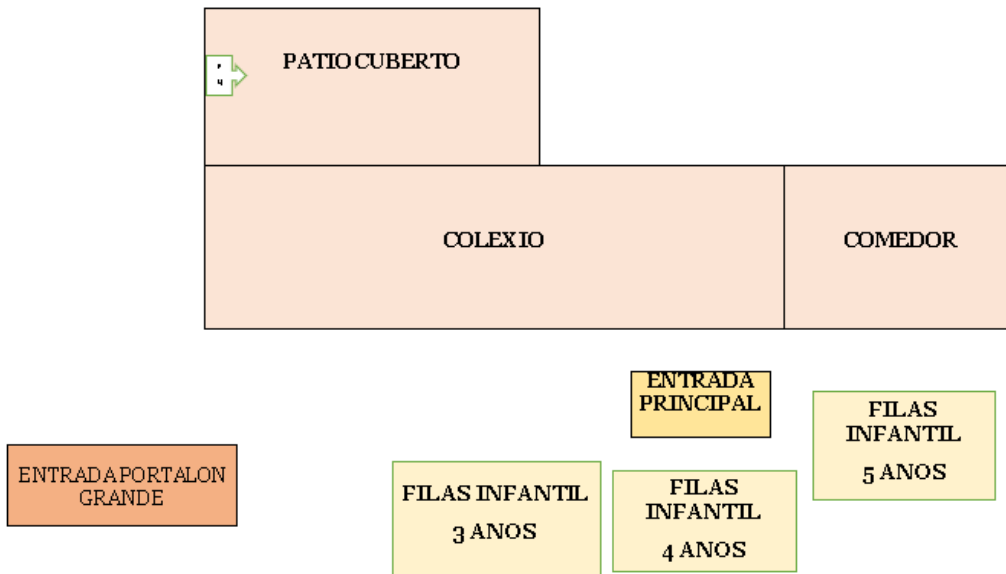 PATIO CUBERTO
COLEXIO
COMEDOR
ENTRADA
PRINCIPAL
FILAS
INFANTIL
5 ANOS
ENTRADA PORTALON
GRANDE
FILAS INFANTIL
3 ANOS
FILAS
INFANTIL
4 ANOS